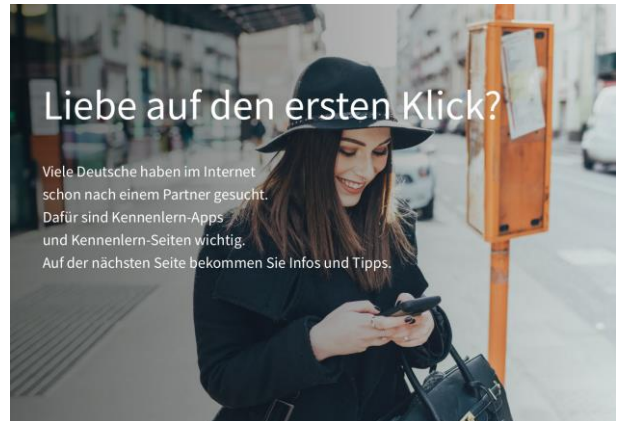 Liebe auf den ersten Klick?
Viele Deutsche haben im Internet
schon nach einem Partner gesucht.
Dafür sind Kennenlern-Apps
und Kennenlern-Seiten wichtig.
Auf der nächsten Seite bekommen Sie Infos und Tipps.